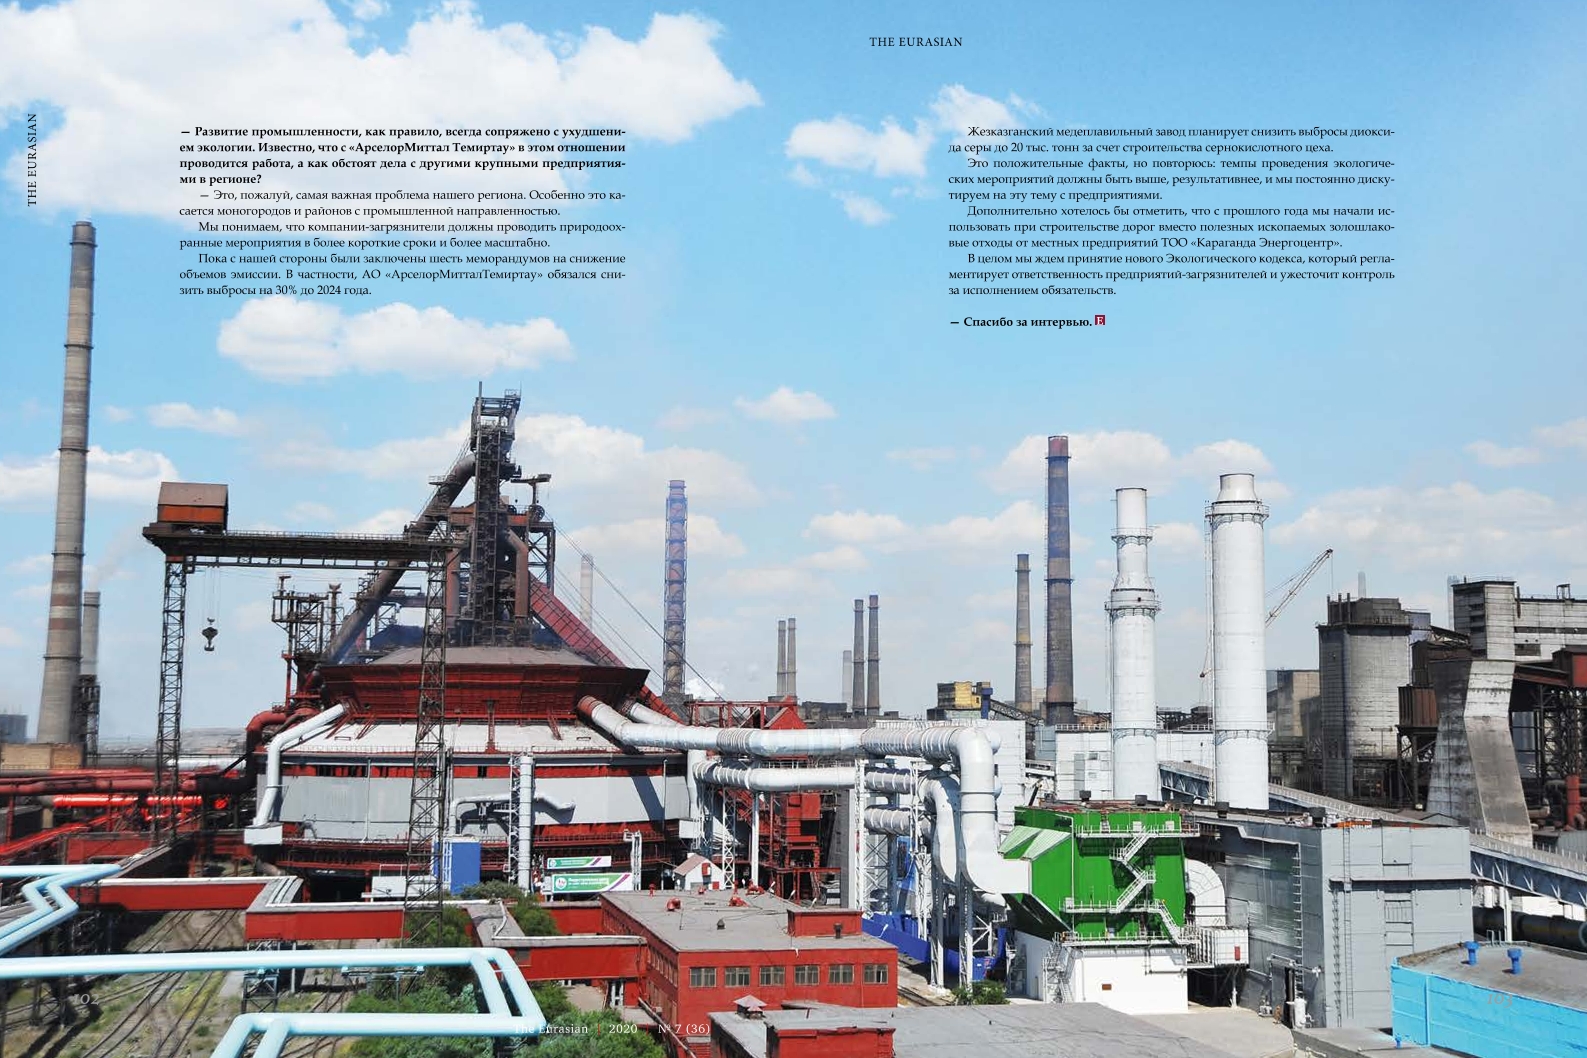 THE EURASIAN
THE EURASIAN
— Развитие промышленности, как правило, всегда сопряжено с ухудшени-
ем экологии. Известно, что с «АрселорМиттал Темиртау» в этом отношении
проводится работа, а как обстоят дела с другими крупными предприятия-
ми в регионе?
— Это, пожалуй, самая важная проблема нашего региона. Особенно это ка-
сается моногородов и районов с промышленной направленностью.
Мы понимаем, что компании-загрязнители должны проводить природоох-
ранные мероприятия в более короткие сроки и более масштабно.
Пока с нашей стороны были заключены шесть меморандумов на снижение
объемов эмиссии. В частности, АО «АрселорМитталТемиртау» обязался сни-
зить выбросы на 30% до 2024 года.
Жезказганский медеплавильный завод планирует снизить выбросы диокси-
да серы до 20 тыс. тонн за счет строительства сернокислотного цеха.
Это положительные факты, но повторюсь: темпы проведения экологиче-
ских мероприятий должны быть выше, результативнее, и мы постоянно диску-
тируем на эту тему с предприятиями.
Дополнительно хотелось бы отметить, что с прошлого года мы начали ис-
пользовать при строительстве дорог вместо полезных ископаемых золошлако-
вые отходы от местных предприятий ТОО «Караганда Энергоцентр».
В целом мы ждем принятие нового Экологического кодекса, который регла-
ментирует ответственность предприятий-загрязнителей и ужесточит контроль
за исполнением обязательств.
— Спасибо за интервью. E
102
The Eurasian | 2020 | № 7 (36)
103